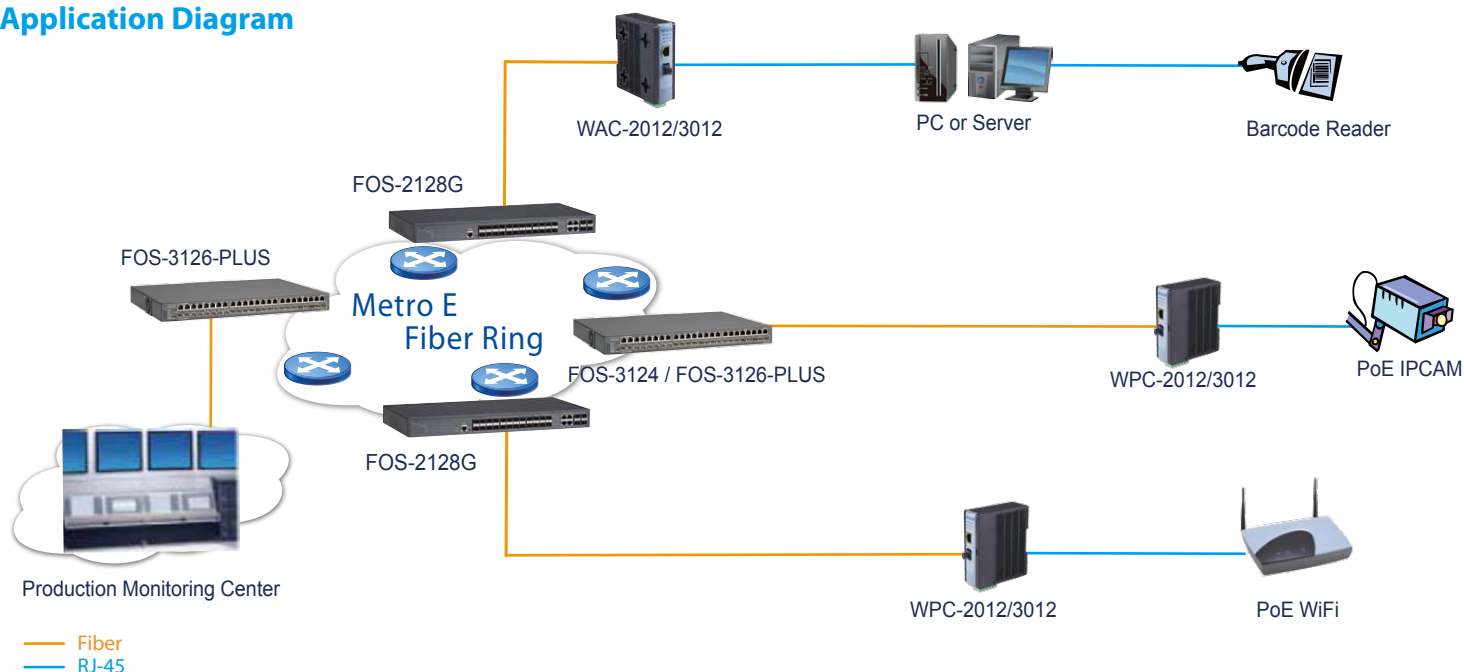 Application Diagram
WAC-2012/3012
PC or Server
Barcode Reader
FOS-2128G
FOS-3126-PLUS
Metro E
Fiber Ring
FOS-3124 / FOS-3126-PLUS
WPC-2012/3012
PoE IPCAM
FOS-2128G
Production Monitoring Center
WPC-2012/3012
PoE WiFi
Fiber
RJ-45